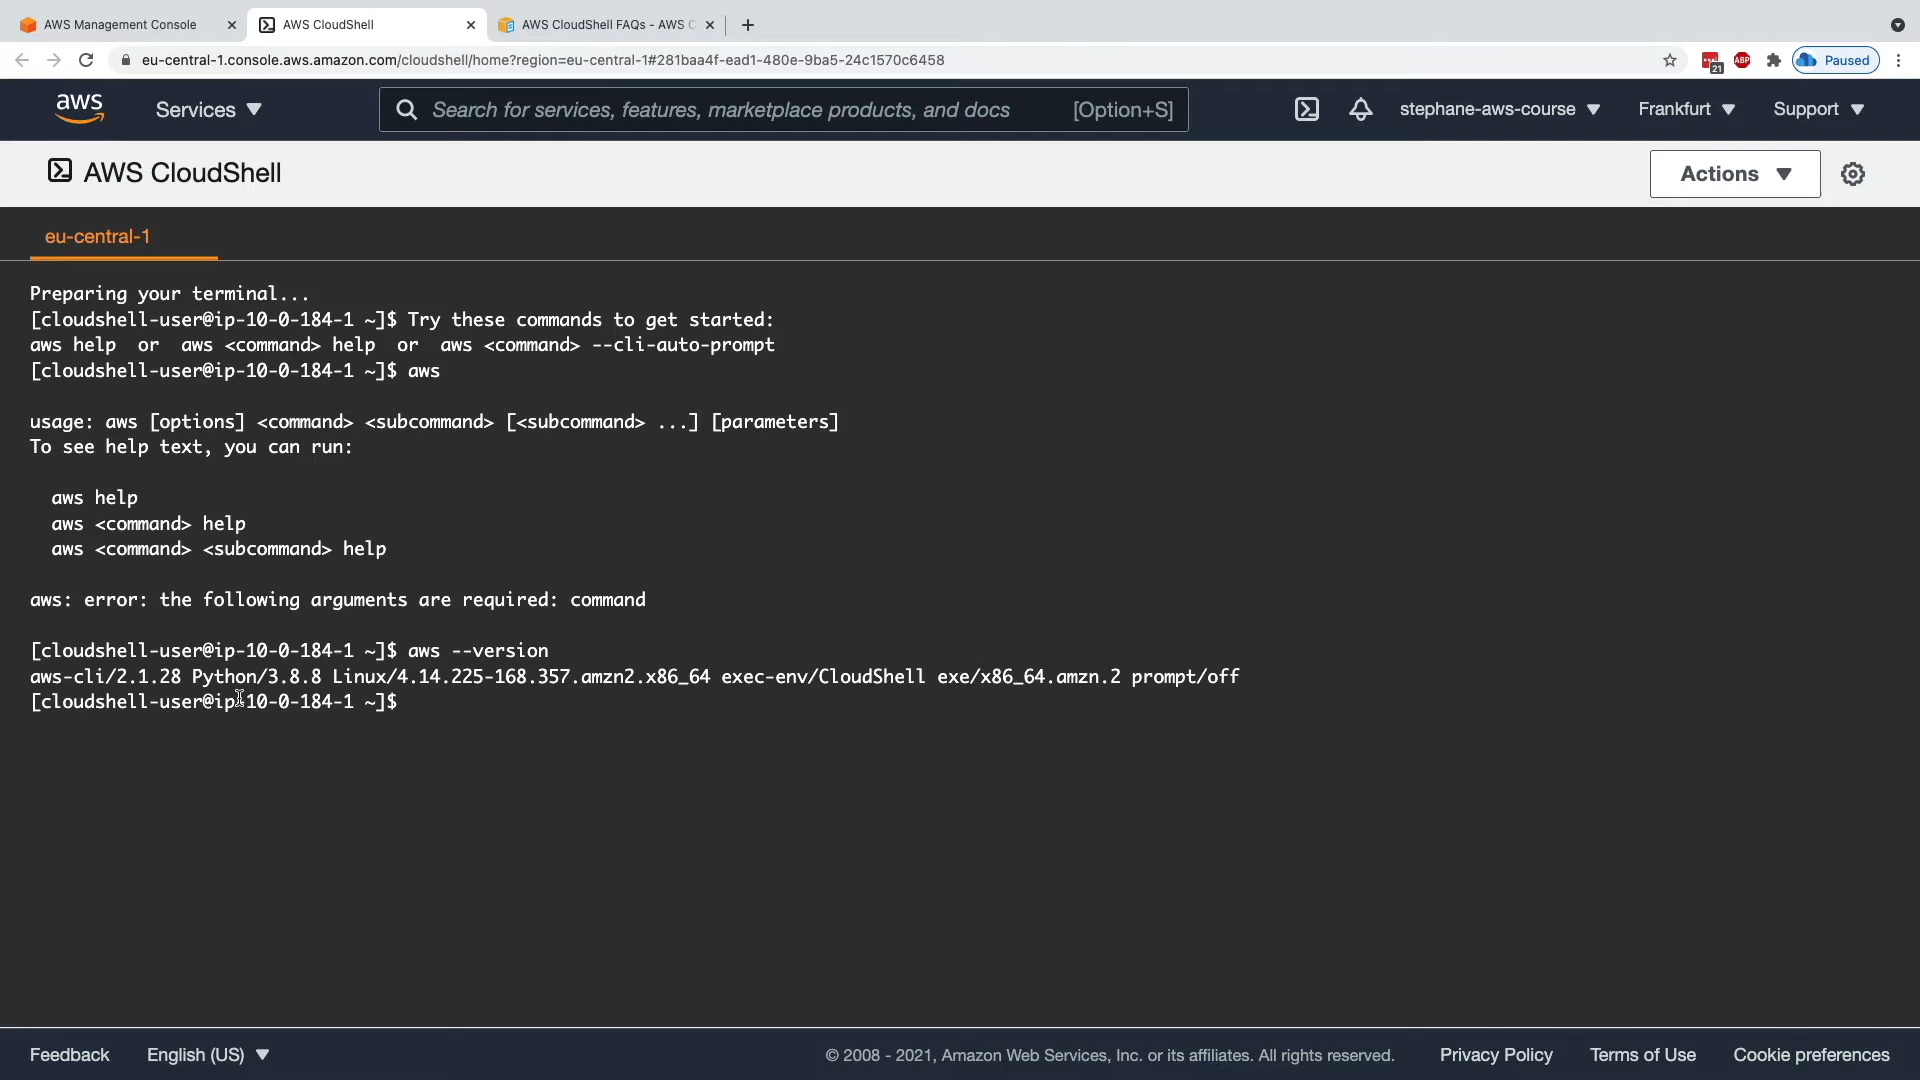 AWS Management Console
AWS CloudShell
AWS CloudShell FAQs - AWS C
eu-central-1.console.aws.amazon.com/cloudshell/home?region=eu-central-1#281baa4f-ead1-480e-9ba5-24c1570c6458
21
ABP
Paused
aws
Services
Search for services, features, marketplace products, and docs [Option+S]
stephane-aws-course
Frankfurt
Support
AWS CloudShell
Actions
eu-central-1
Preparing your terminal...
[cloudshell-user@ip-10-0-184-1 ~]$ Try these commands to get started:
aws help  or  aws <command> help  or  aws <command> --cli-auto-prompt
[cloudshell-user@ip-10-0-184-1 ~]$ aws
usage: aws [options] <command> <subcommand> [<subcommand> ...] [parameters]
To see help text, you can run:
aws help
aws <command> help
aws <command> <subcommand> help
aws: error: the following arguments are required: command
[cloudshell-user@ip-10-0-184-1 ~]$ aws --version
aws-cli/2.1.28 Python/3.8.8 Linux/4.14.225-168.357.amzn2.x86_64 exec-env/CloudShell exe/x86_64.amzn.2 prompt/off
[cloudshell-user@ip-10-0-184-1 ~]$
Feedback
English (US)
© 2008 - 2021, Amazon Web Services, Inc. or its affiliates. All rights reserved.
Privacy Policy
Terms of Use
Cookie preferences